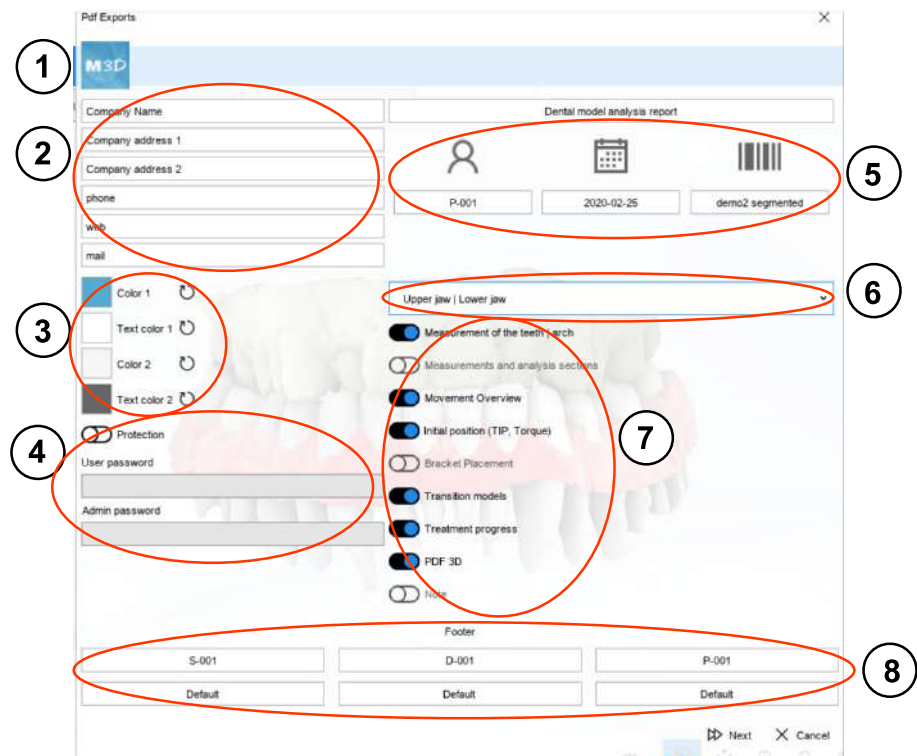 Pdf Exports
1
M3D
Company Name
Dental model analysis report
2
Company address 1
Company address 2
phone
web
mail
5
P-001
2020-02-25
demo2 segmented
3
Color 1
Text color 1
Color 2
Text color 2
6
Upper jaw | Lower jaw
4
Protection
User password
Admin password
7
Measurement of the teeth | arch
Measurements and analysis sections
Movement Overview
Initial position (TIP, Torque)
Bracket Placement
Transition models
Treatment progress
PDF 3D
Note
8
Footer
S-001
D-001
P-001
Default
Default
Default
Next
Cancel